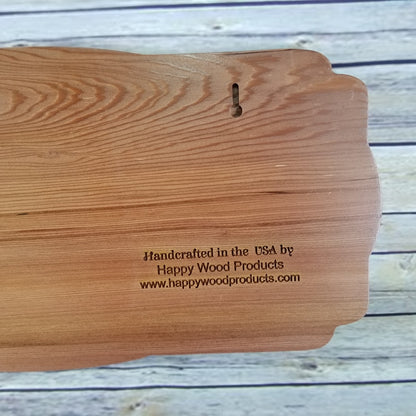 Handcrafted in the USA by
Happy Wood Products
www.happywoodproducts.com